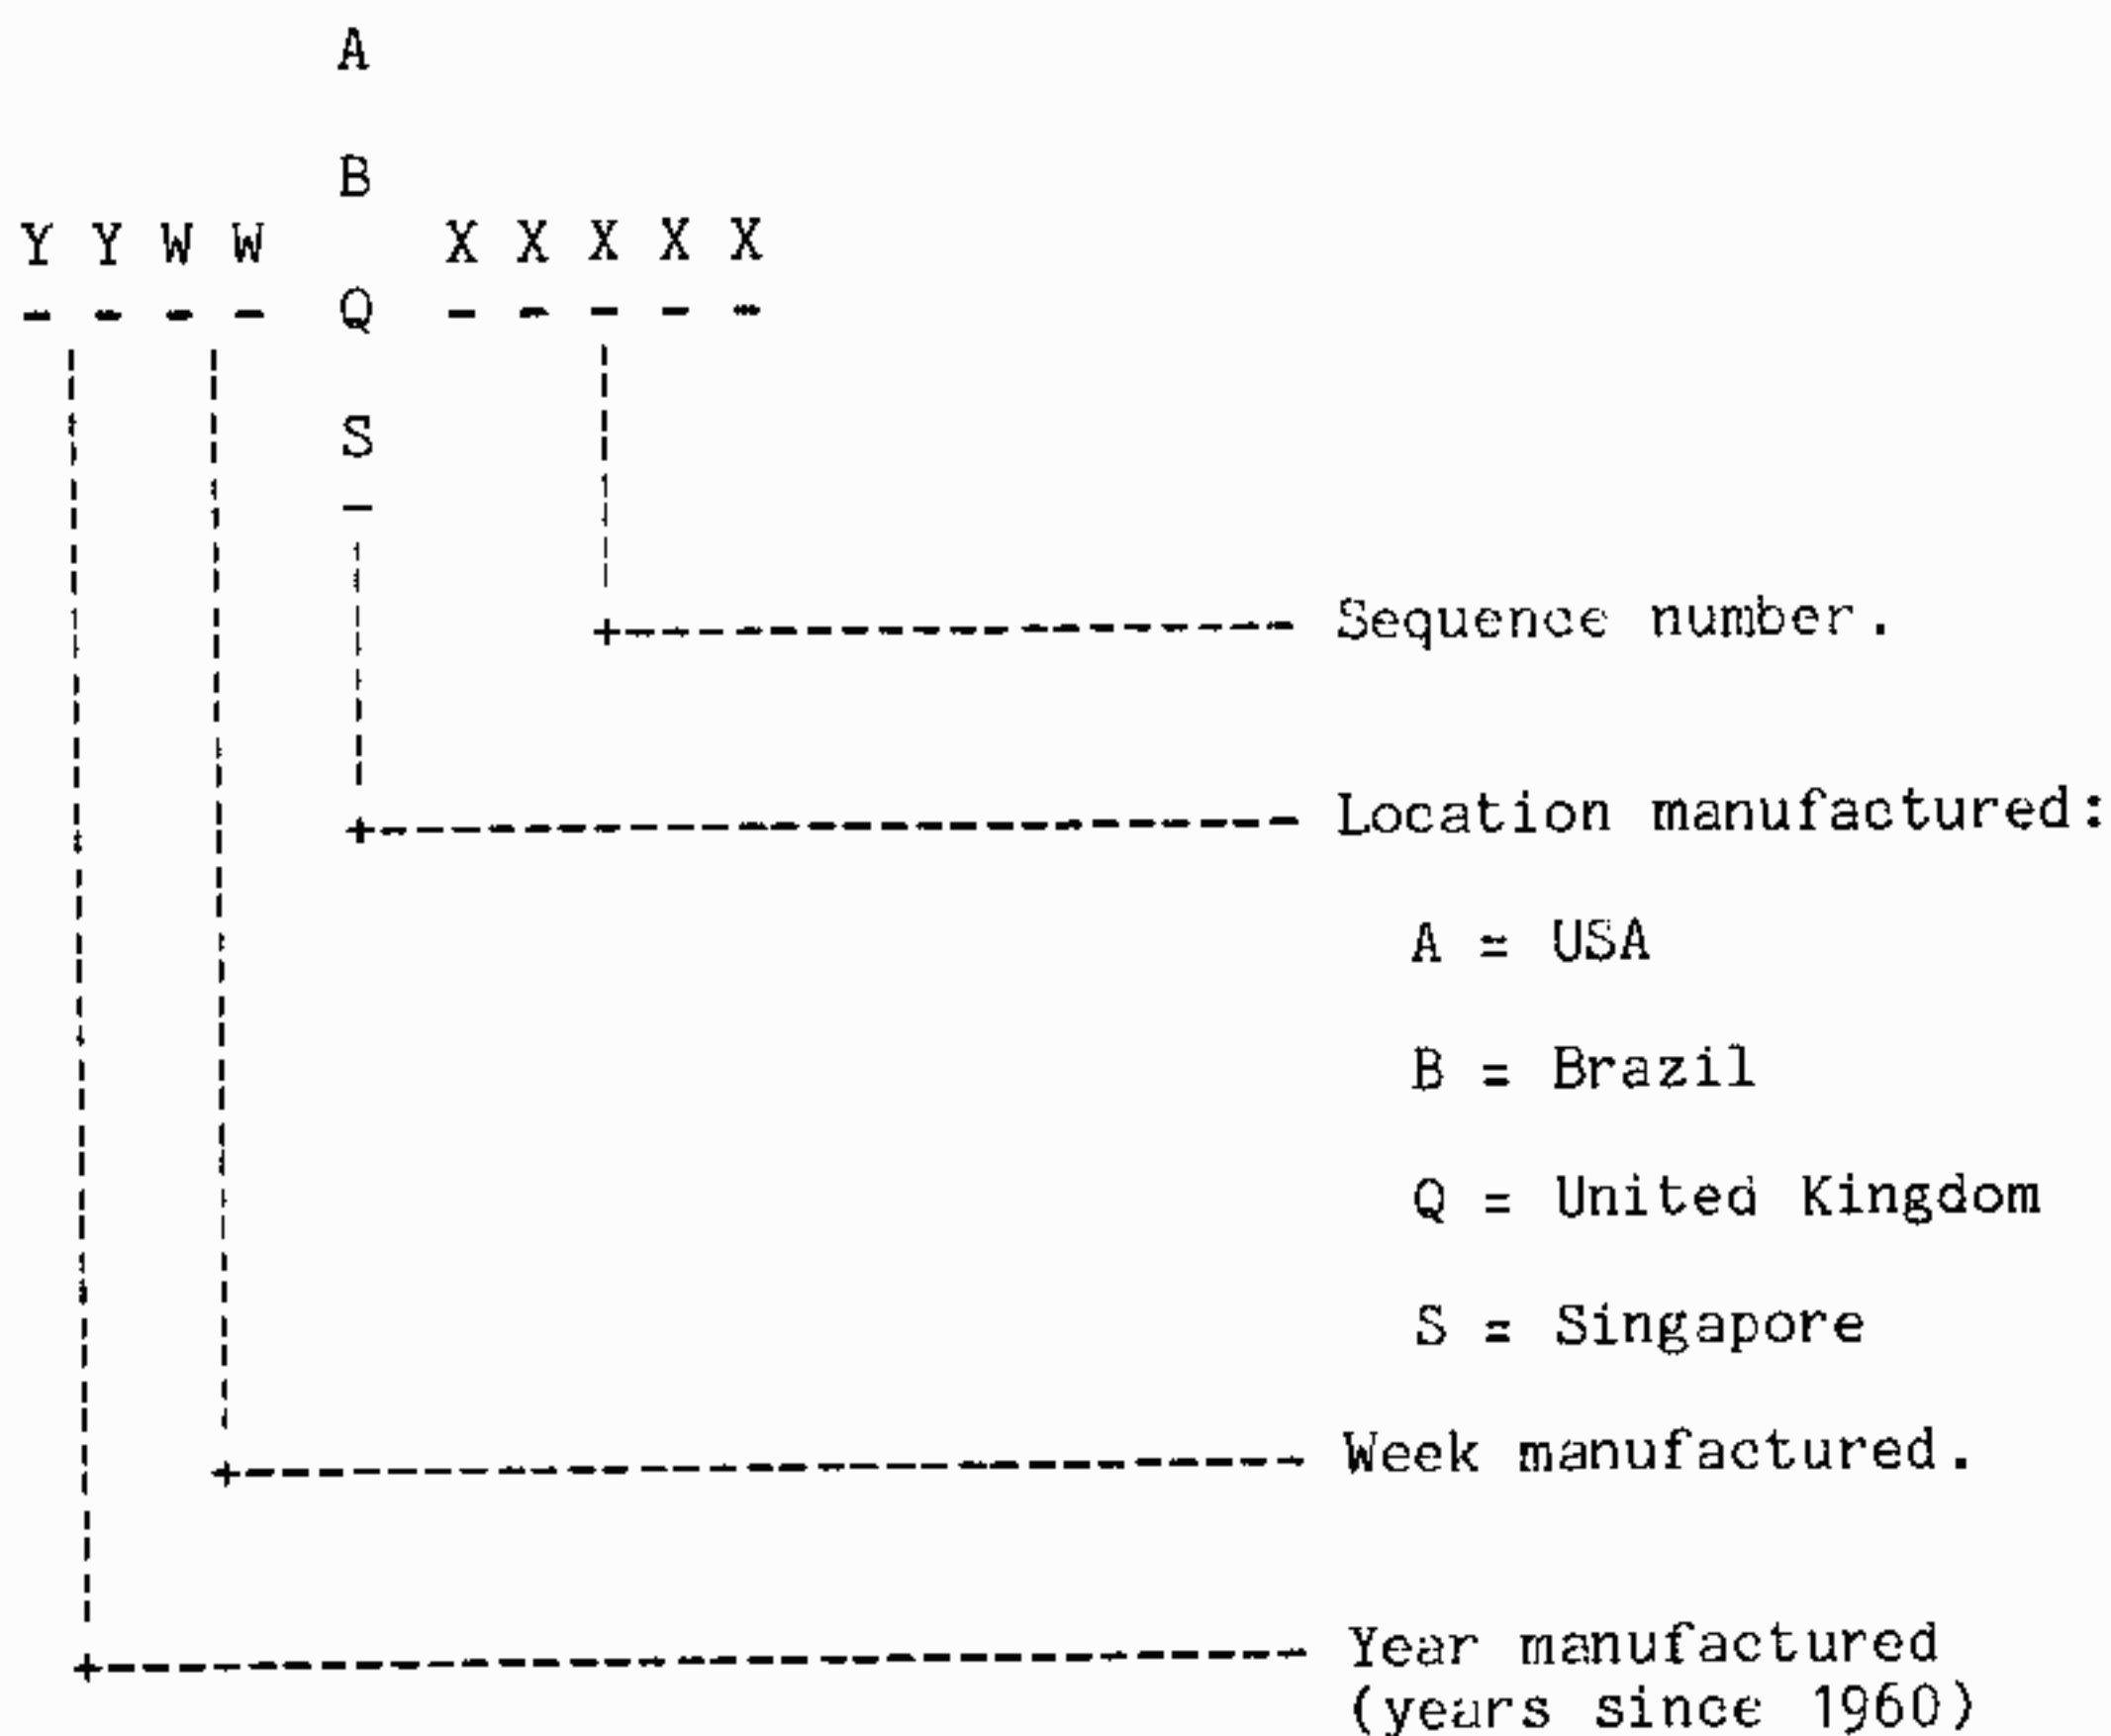 A
B
Y Y W W X X X X X
- - - - Q - - - - -
S
-
Sequence number.
Location manufactured:
A = USA
B = Brazil
Q = United Kingdom
S = Singapore
Week manufactured.
Year manufactured
(years since 1960)